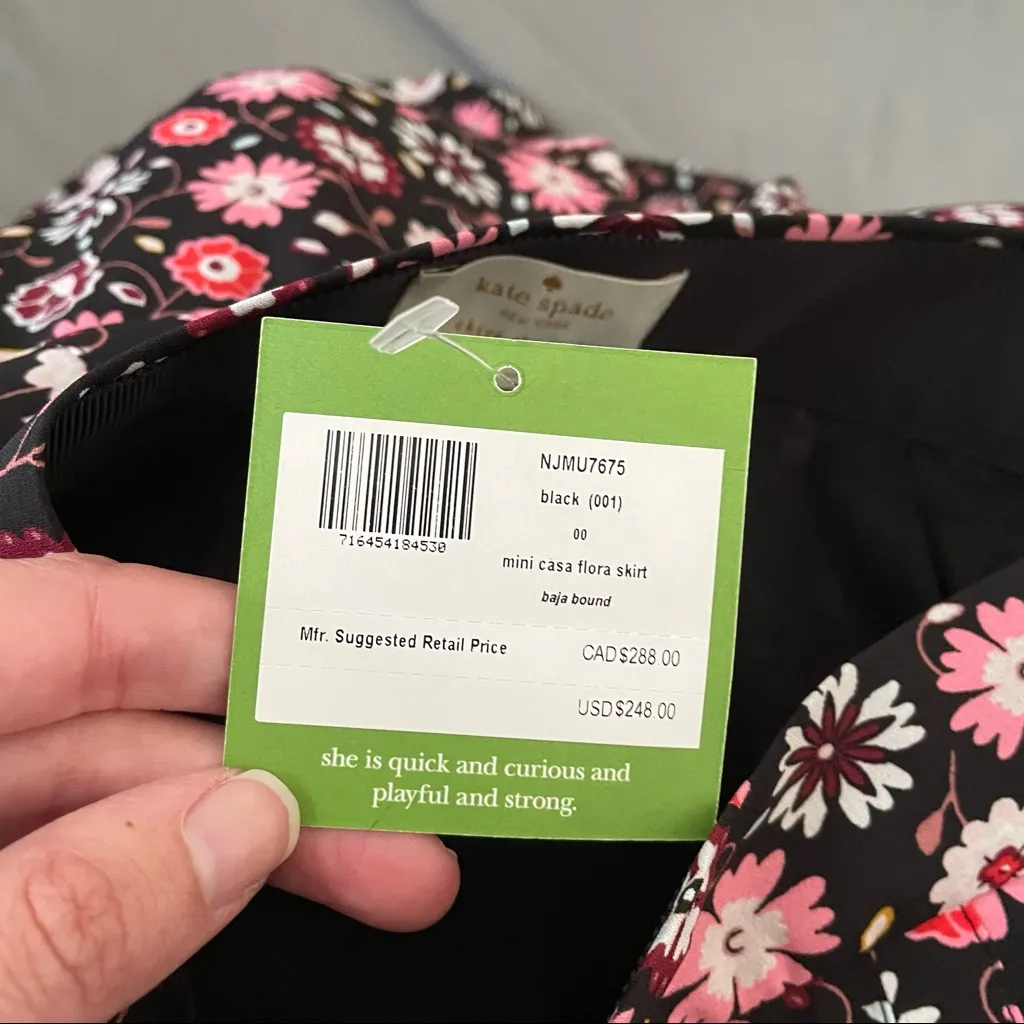 kate spade
NEW YORK
NJMU7675
black (001)
00
716454184530
mini casa flora skirt
baja bound
Mfr. Suggested Retail Price
CAD$288.00
USD$248.00
she is quick and curious and
playful and strong.